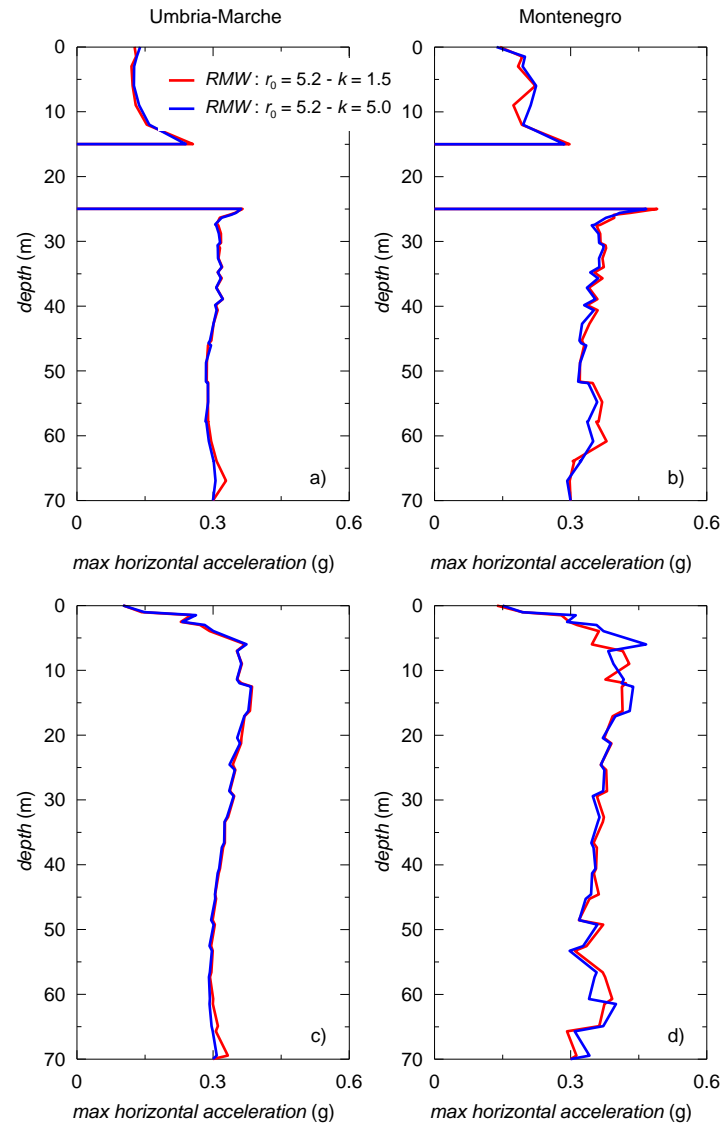 Umbria-Marche
Montenegro
0
10
20
30
40
50
60
70
depth (m)
RMW : r0 = 5.2 - k = 1.5
RMW : r0 = 5.2 - k = 5.0
a)
0
0.3
0.6
max horizontal acceleration (g)
0
10
20
30
40
50
60
70
depth (m)
b)
0
0.3
0.6
max horizontal acceleration (g)
0
10
20
30
40
50
60
70
depth (m)
c)
0
0.3
0.6
max horizontal acceleration (g)
0
10
20
30
40
50
60
70
depth (m)
d)
0
0.3
0.6
max horizontal acceleration (g)